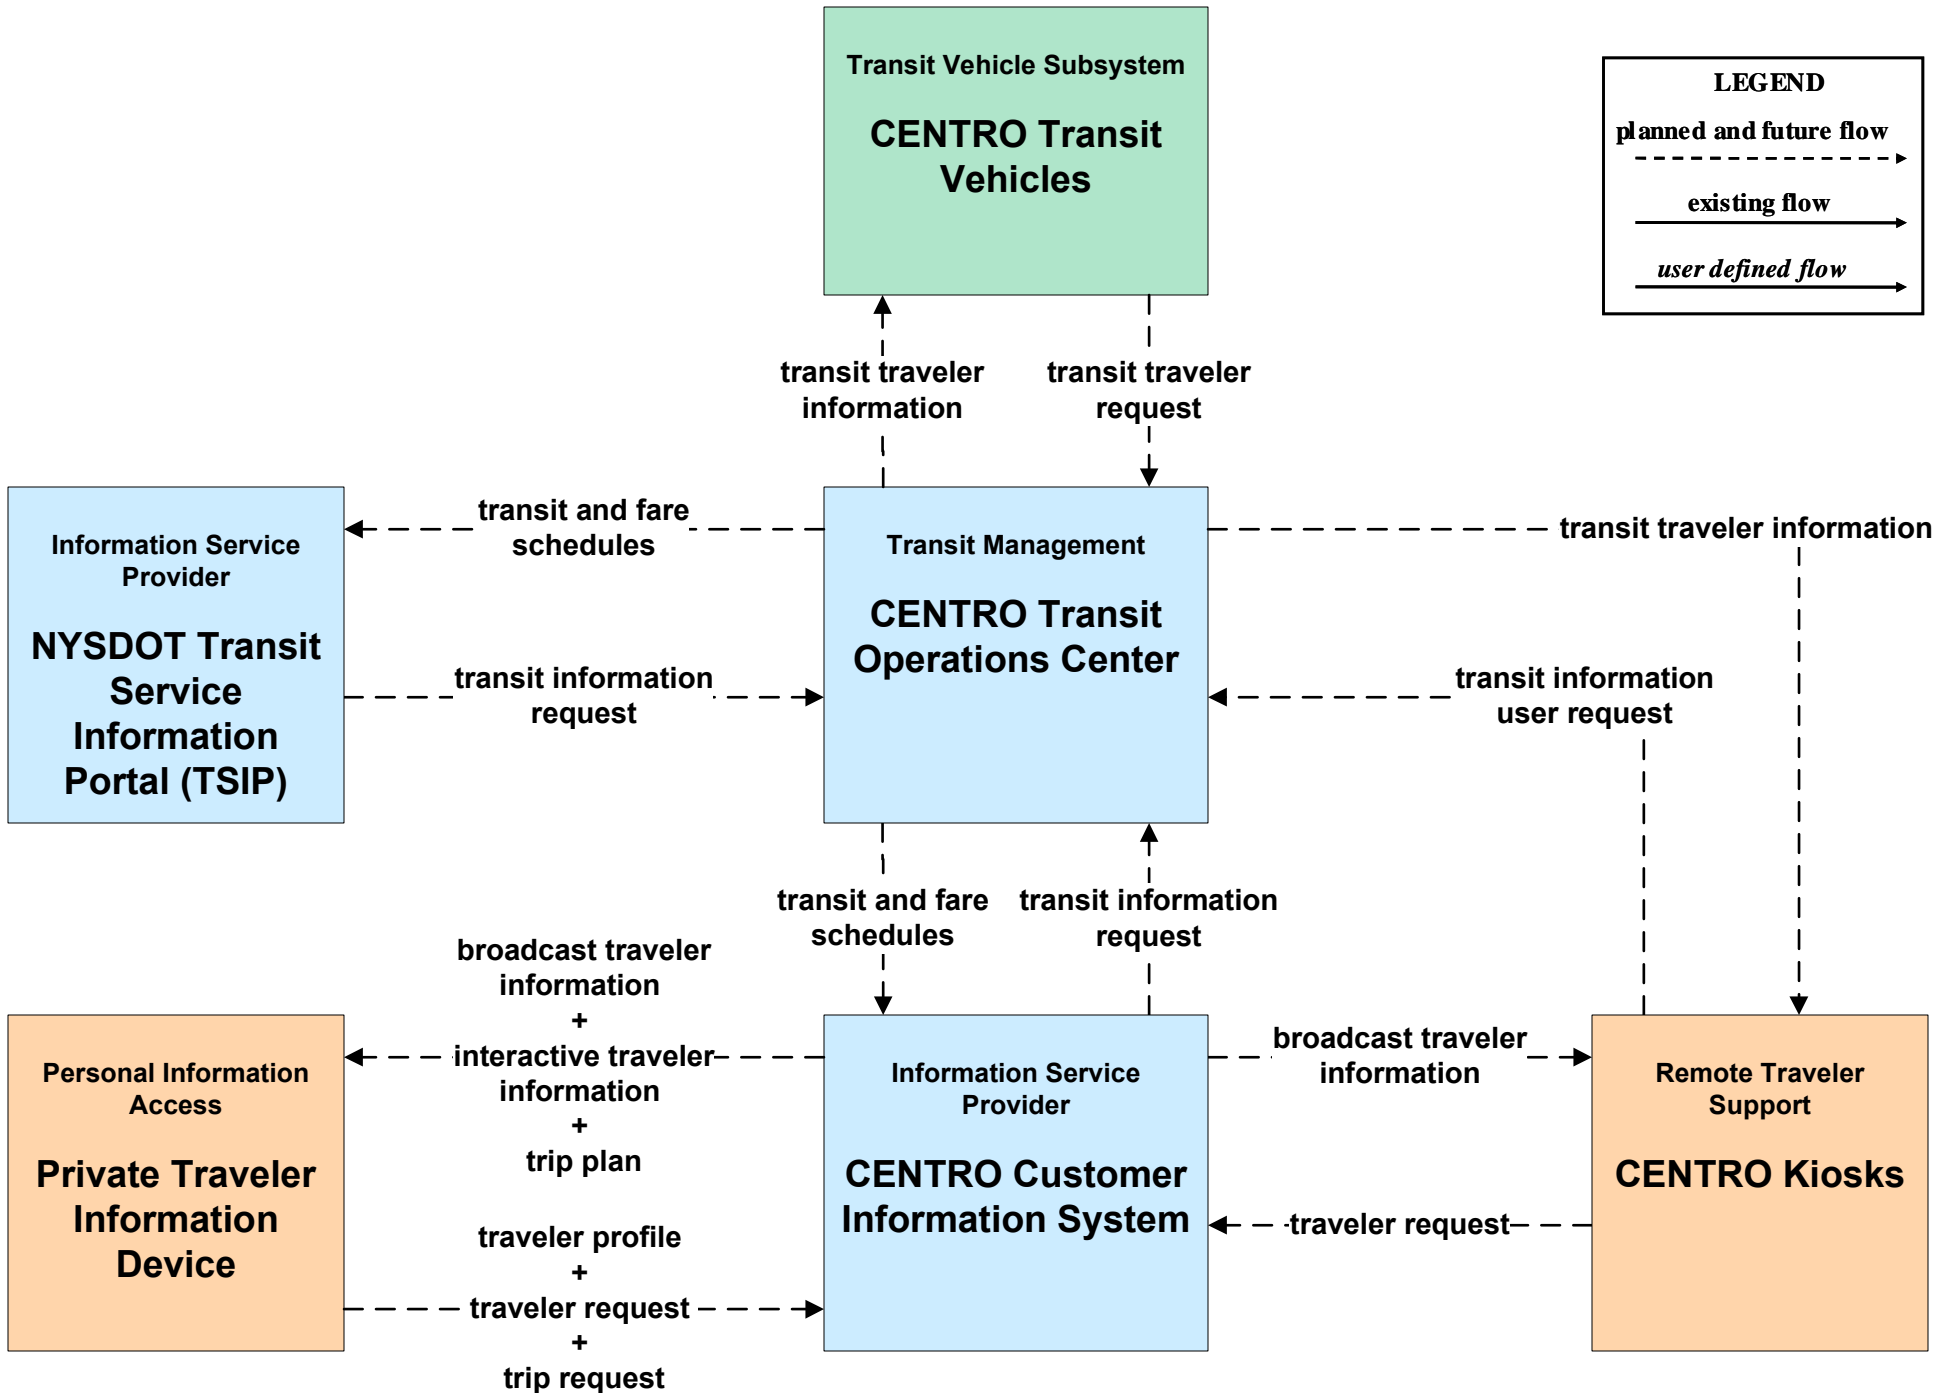 Transit Vehicle Subsystem
CENTRO Transit
Vehicles
LEGEND
planned and future flow
existing flow
user defined flow
transit traveler
information
transit traveler
request
Information Service
Provider
NYSDOT Transit
Service
Information
Portal (TSIP)
transit and fare
schedules
transit information
request
Transit Management
CENTRO Transit
Operations Center
transit traveler information
transit information
user request
transit and fare
schedules
transit information
request
Personal Information
Access
Private Traveler
Information
Device
broadcast traveler
information
+
interactive traveler
information
+
trip plan
traveler profile
+
traveler request
+
trip request
Information Service
Provider
CENTRO Customer
Information System
broadcast traveler
information
traveler request
Remote Traveler
Support
CENTRO Kiosks